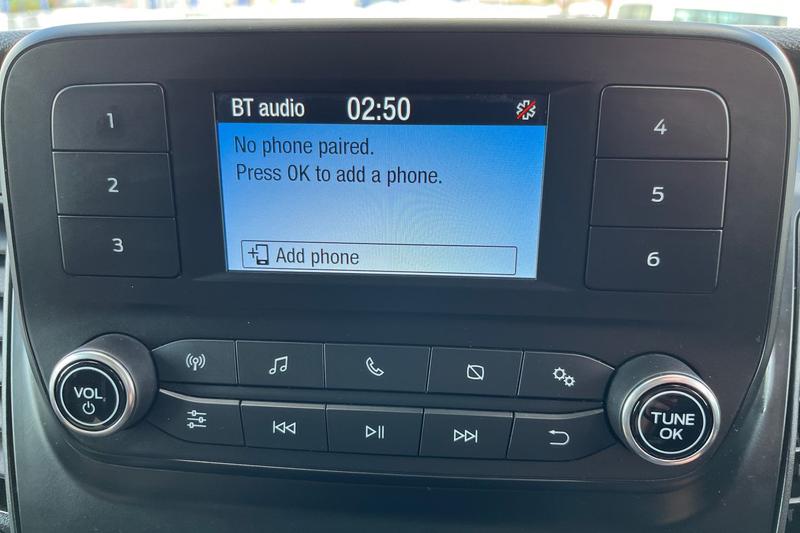 BT audio 02:50
No phone paired.
Press OK to add a phone.
Add phone
1
2
3
4
5
6
VOL
TUNE
OK